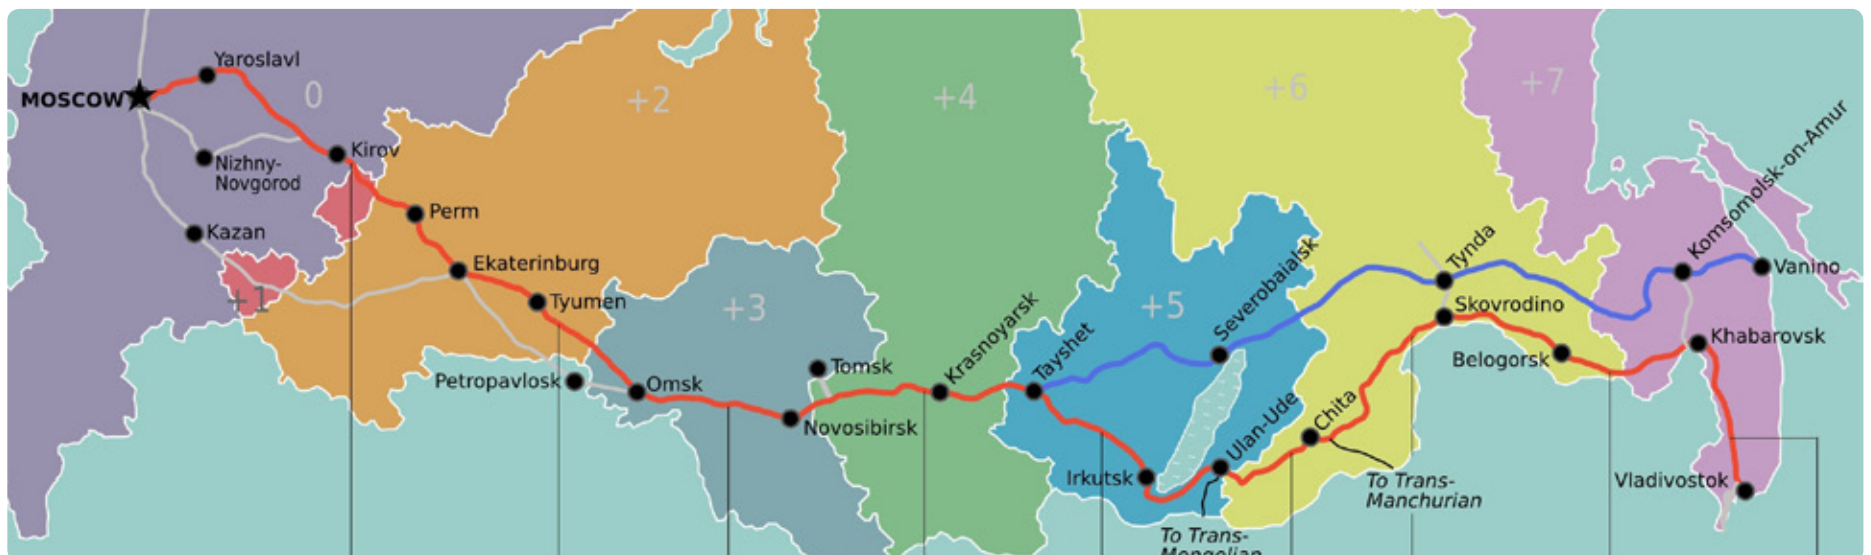 Yaroslavl
MOSCOW
0
+2
+4
+6
+7
Kirov
Nizhny-
Novgorod
Perm
Kazan
Ekaterinburg
+1
Tyumen
+3
+5
Severobaialsk
Tynda
Komsomolsk-on-Amur
Vanino
Skovrodino
Khabarovsk
Belogorsk
Petropavlosk
Omsk
Tomsk
Krasnoyarsk
Tayshet
Novosibirsk
Irkutsk
Ulan-Ude
Chita
To Trans-
Manchurian
Vladivostok
To Trans-
Mongolian